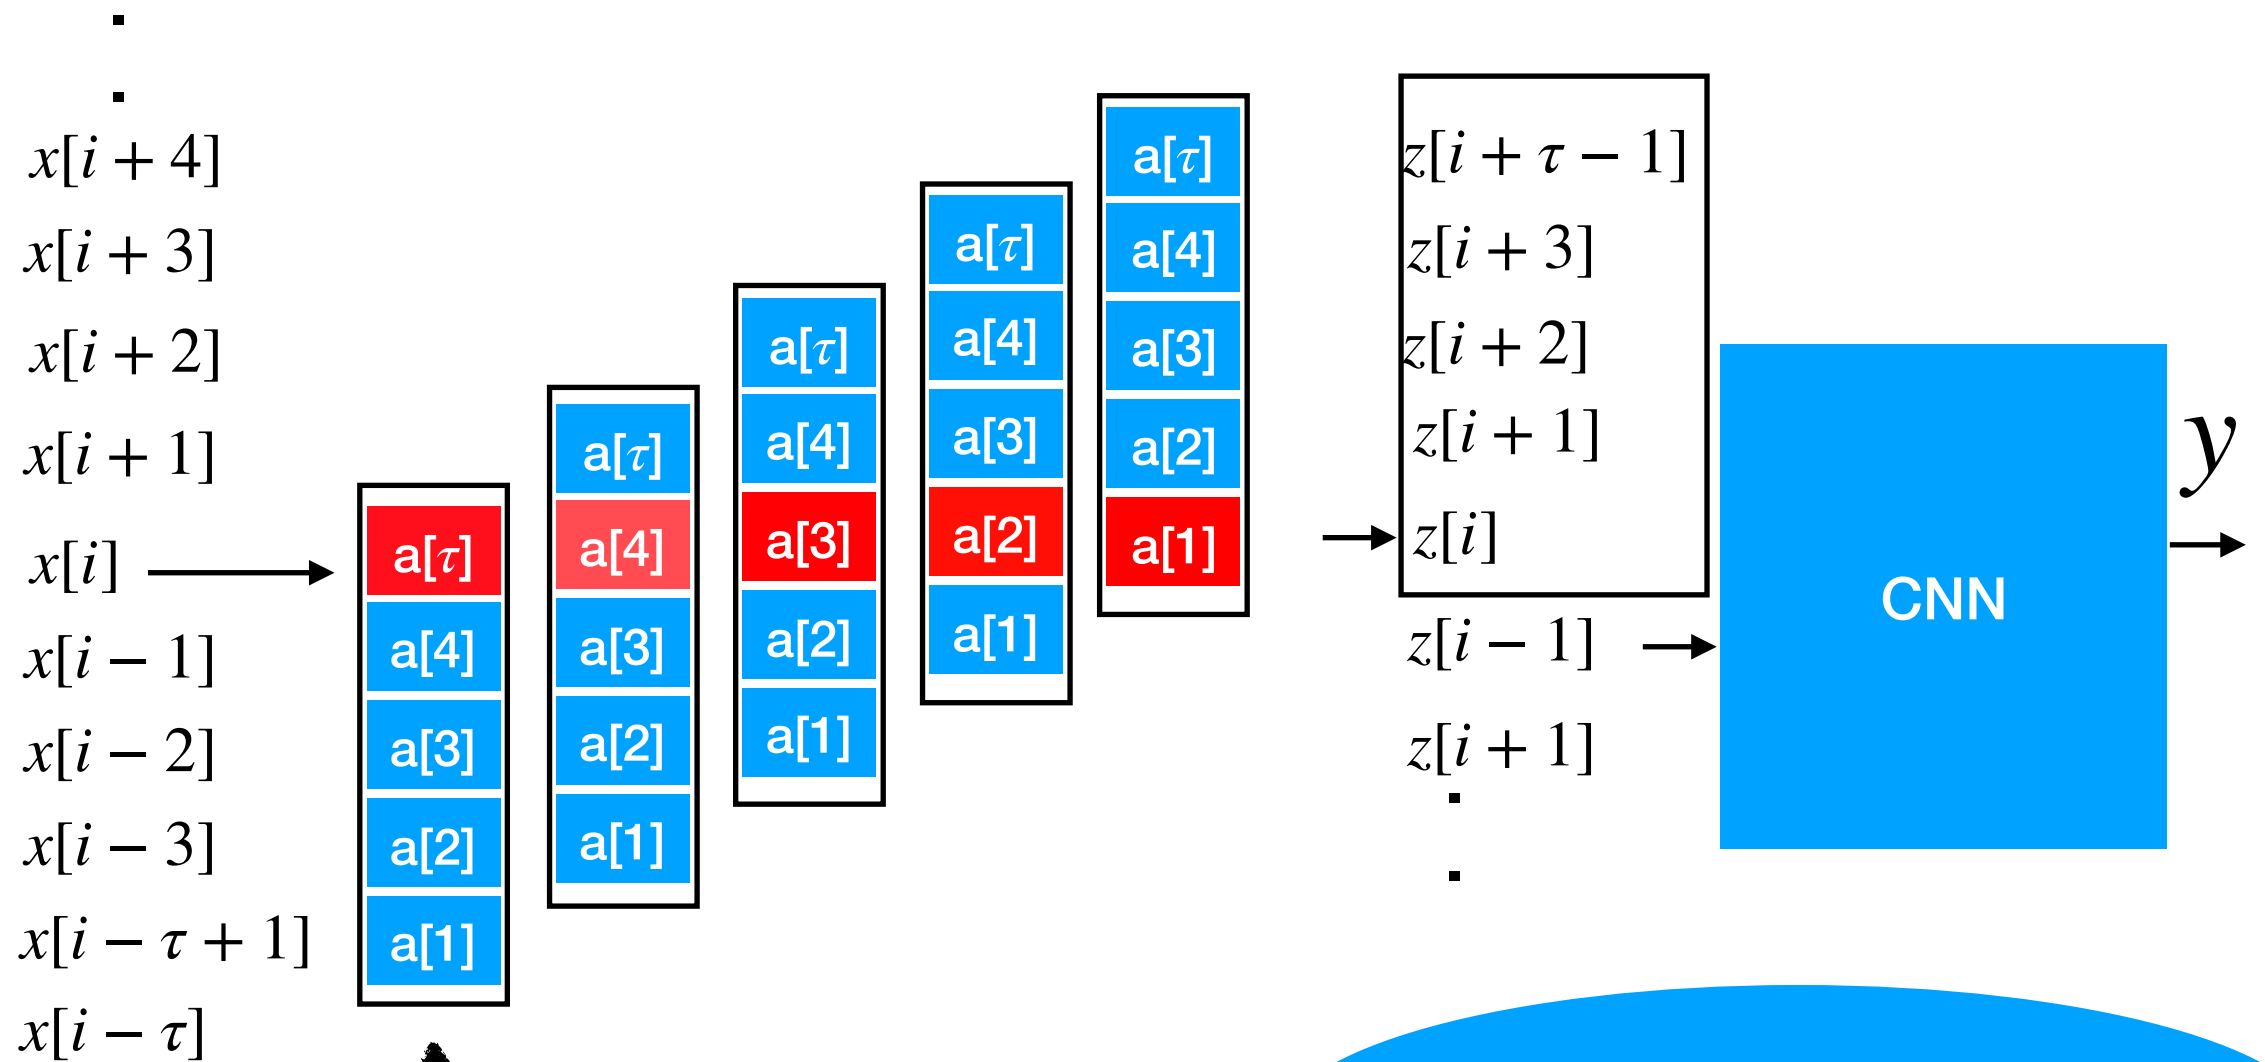 x[i + 4]
x[i + 3]
x[i + 2]
x[i + 1]
x[i]
x[i − 1]
x[i − 2]
x[i − 3]
x[i − τ + 1]
x[i − τ]
a[τ]
a[4]
a[3]
a[2]
a[1]
a[τ]
a[4]
a[3]
a[2]
a[1]
a[τ]
a[4]
a[3]
a[2]
a[1]
a[τ]
a[4]
a[3]
a[2]
a[1]
a[τ]
a[4]
a[3]
a[2]
a[1]
z[i + τ − 1]
z[i + 3]
z[i + 2]
z[i + 1]
z[i]
z[i − 1]
z[i + 1]
CNN
y